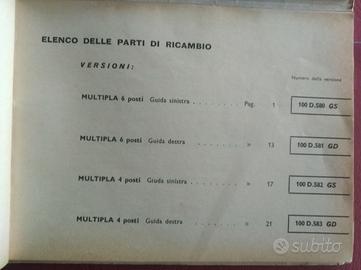 ELENCO DELLE PARTI DI RICAMBIO
VERSIONI:
Numero della versione
MULTIPLA 6 posti Guida sinistra . . . . . . . . Pag. 1 100 D.580 GS
MULTIPLA 6 posti Guida destra . . . . . . . . » 13 100 D.581 GD
MULTIPLA 4 posti Giuda sinistra . . . . . . . . » 17 100 D.582 GS
MULTIPLA 4 posti Guida destra . . . . . . . . » 21 100 D.583 GD
subito.it